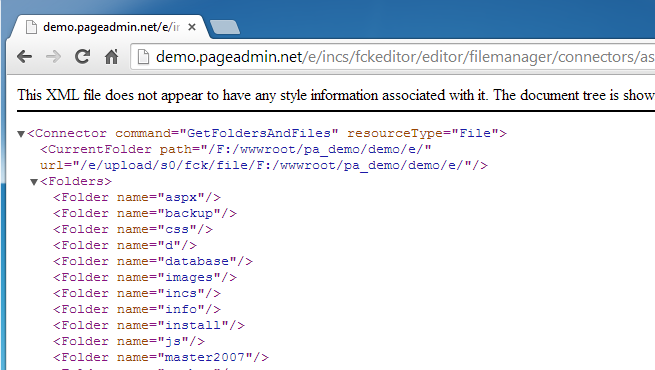 demo.pageadmin.net/e/in
demo.pageadmin.net/e/incs/fckeditor/editor/filemanager/connectors/as
This XML file does not appear to have any style information associated with it. The document tree is show
▼<Connector command="GetFoldersAndFiles" resourceType="File">
<CurrentFolder path="/F:/wwwroot/pa_demo/demo/e/"
url="/e/upload/s0/fck/file/F:/wwwroot/pa_demo/demo/e/"/>
▼<Folders>
<Folder name="aspx"/>
<Folder name="backup"/>
<Folder name="css"/>
<Folder name="d"/>
<Folder name="database"/>
<Folder name="images"/>
<Folder name="incs"/>
<Folder name="info"/>
<Folder name="install"/>
<Folder name="js"/>
<Folder name="master2007"/>